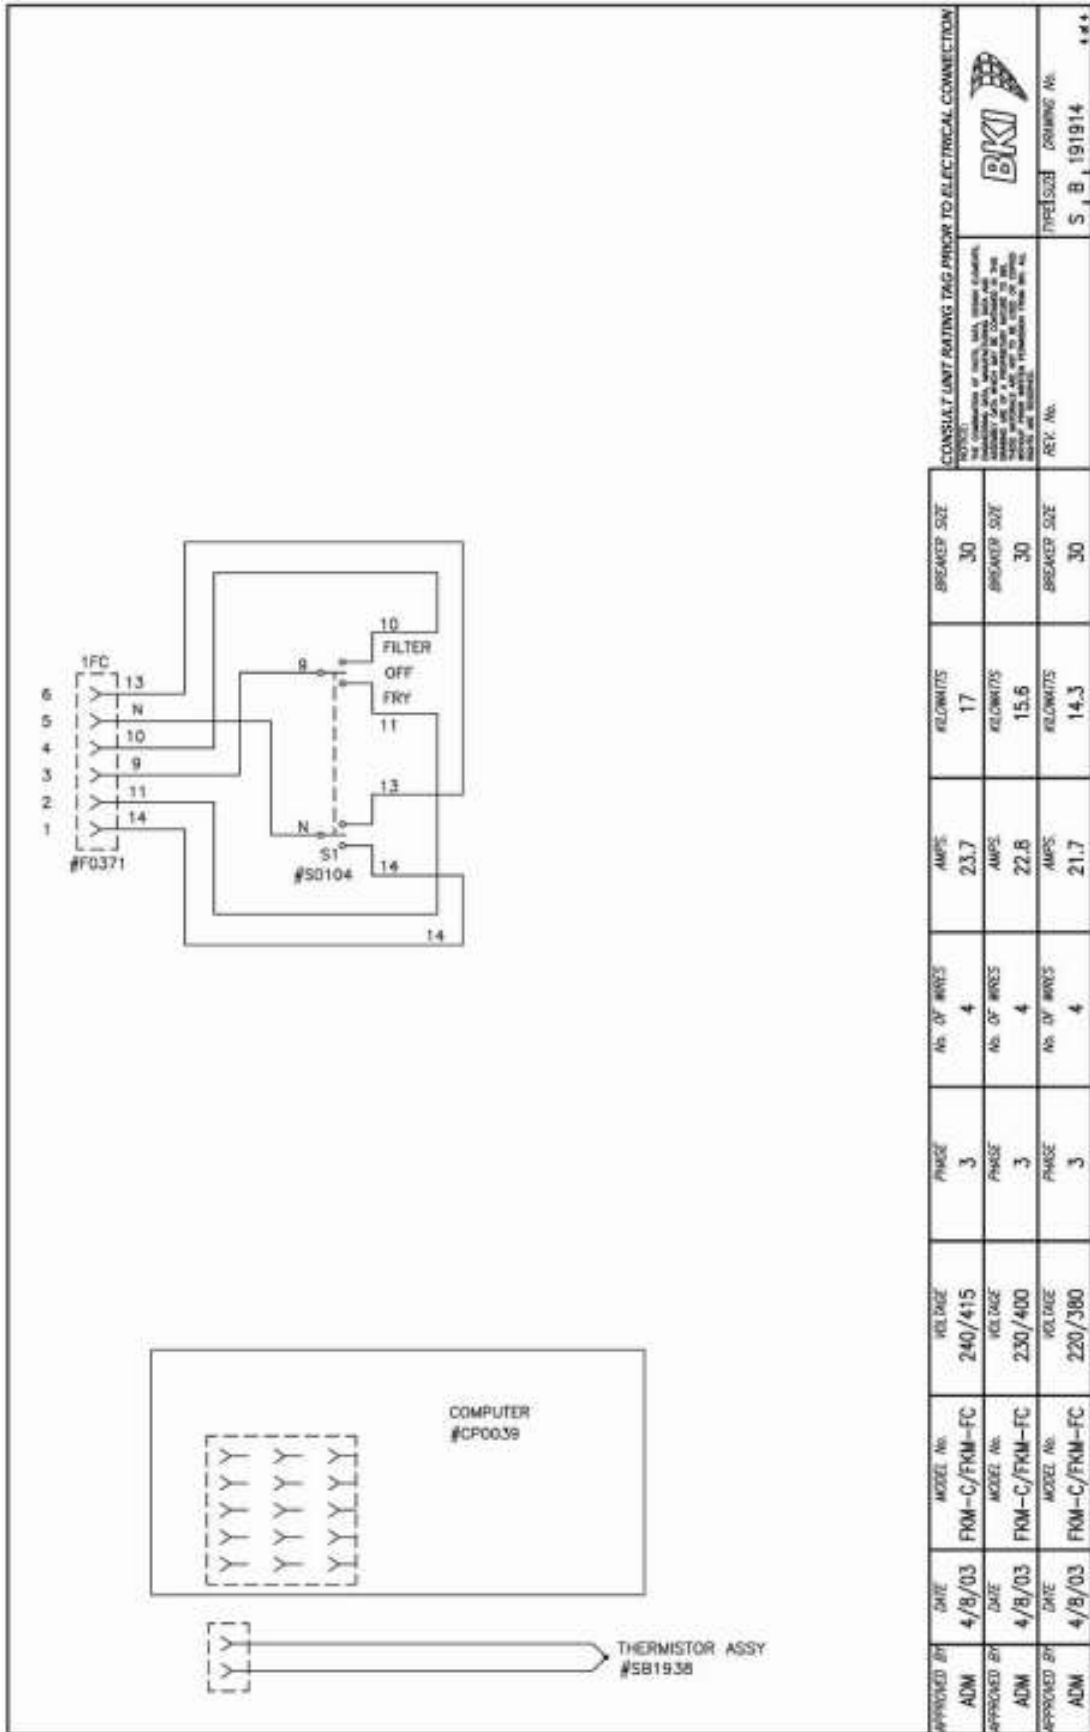 1FC
6
13
5
N
4
10
3
9
2
11
1
14
#F0371
9
10
FILTER
OFF
FRY
11
13
N
S1
#S0104
14
14
COMPUTER
#CP0039
THERMISTOR ASSY
#SB1938
APPROVED BY DATE MODEL No. VOLTAGE PHASE No. OF WIRES AMPS. KILOWATTS BREAKER SIZE
ADM 4/8/03 FKM-C/FKM-FC 240/415 3 4 23.7 17 30
APPROVED BY DATE MODEL No. VOLTAGE PHASE No. OF WIRES AMPS. KILOWATTS BREAKER SIZE
ADM 4/8/03 FKM-C/FKM-FC 230/400 3 4 22.8 15.6 30
APPROVED BY DATE MODEL No. VOLTAGE PHASE No. OF WIRES AMPS. KILOWATTS BREAKER SIZE
ADM 4/8/03 FKM-C/FKM-FC 220/380 3 4 21.7 14.3 30
CONSULT UNIT RATING TAG PRIOR TO ELECTRICAL CONNECTION
NOTICE:
BKI
REV. No.
TYPE SIZE DRAWING No.
S B 191914
4 of 4